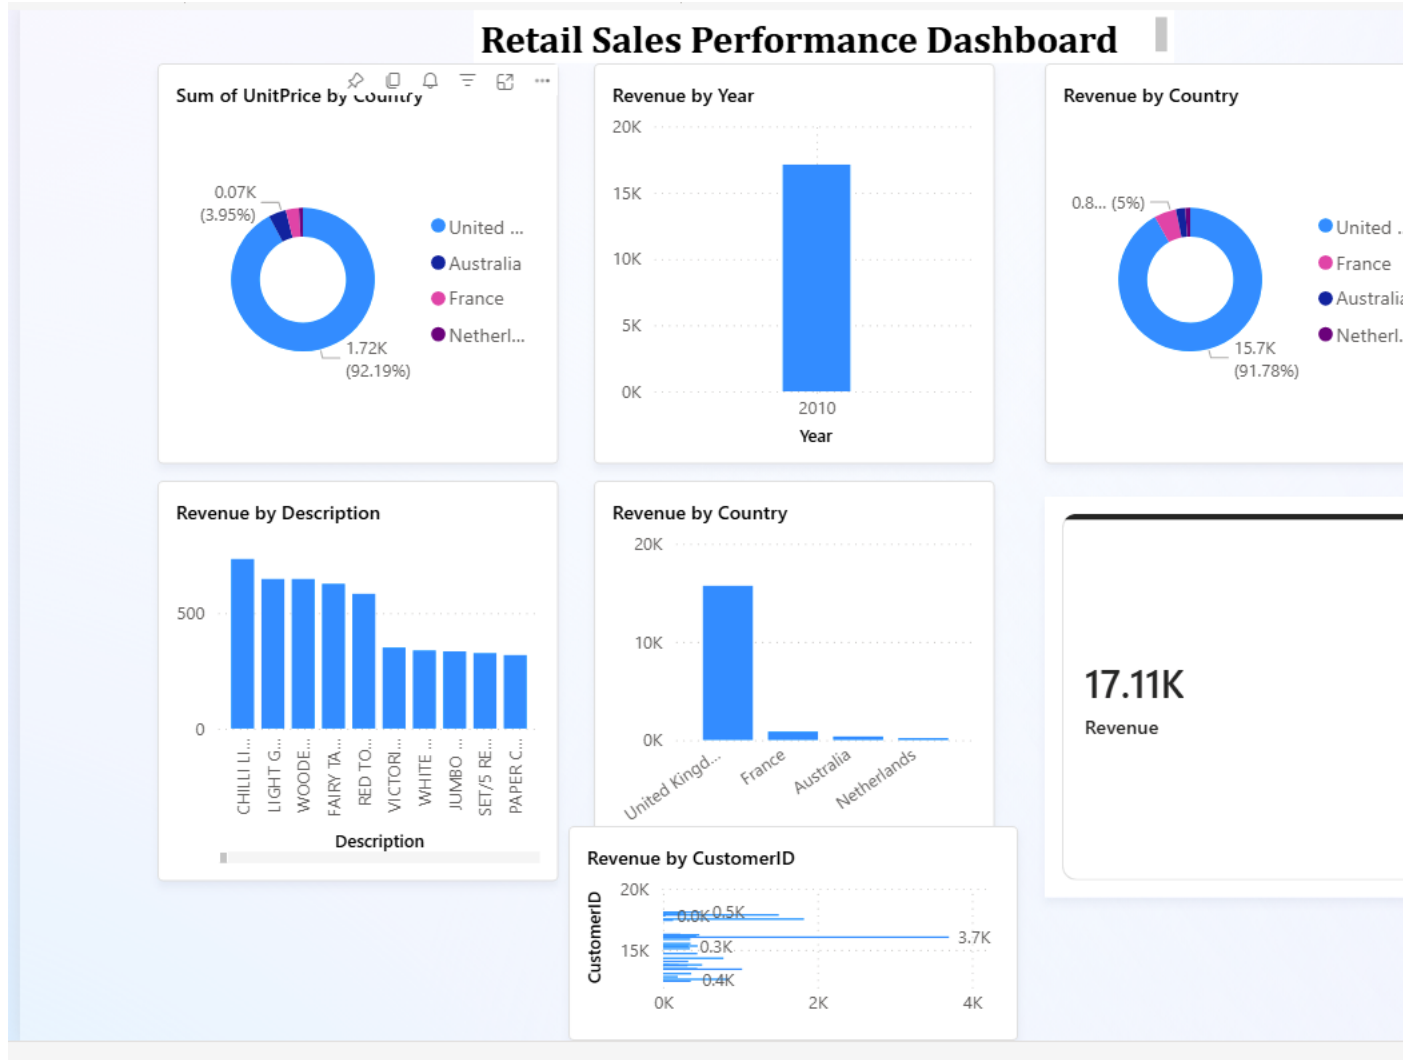 Retail Sales Performance Dashboard
Sum of UnitPrice by Country
0.07K
(3.95%)
1.72K
(92.19%)
United ...
Australia
France
Netherl...
Revenue by Year
20K
15K
10K
5K
0K
2010
Year
Revenue by Country
0.8... (5%)
15.7K
(91.78%)
United ..
France
Australia
Netherl.
Revenue by Description
500
0
CHILLI LI...
LIGHT G...
WOODE...
FAIRY TA...
RED TO...
VICTORI...
WHITE ...
JUMBO ...
SET/5 RE...
PAPER C...
Description
Revenue by Country
20K
10K
0K
United Kingd...
France
Australia
Netherlands
17.11K
Revenue
Revenue by CustomerID
CustomerID
20K
15K
0.0K
0.5K
3.7K
0.3K
0.4K
0K
2K
4K